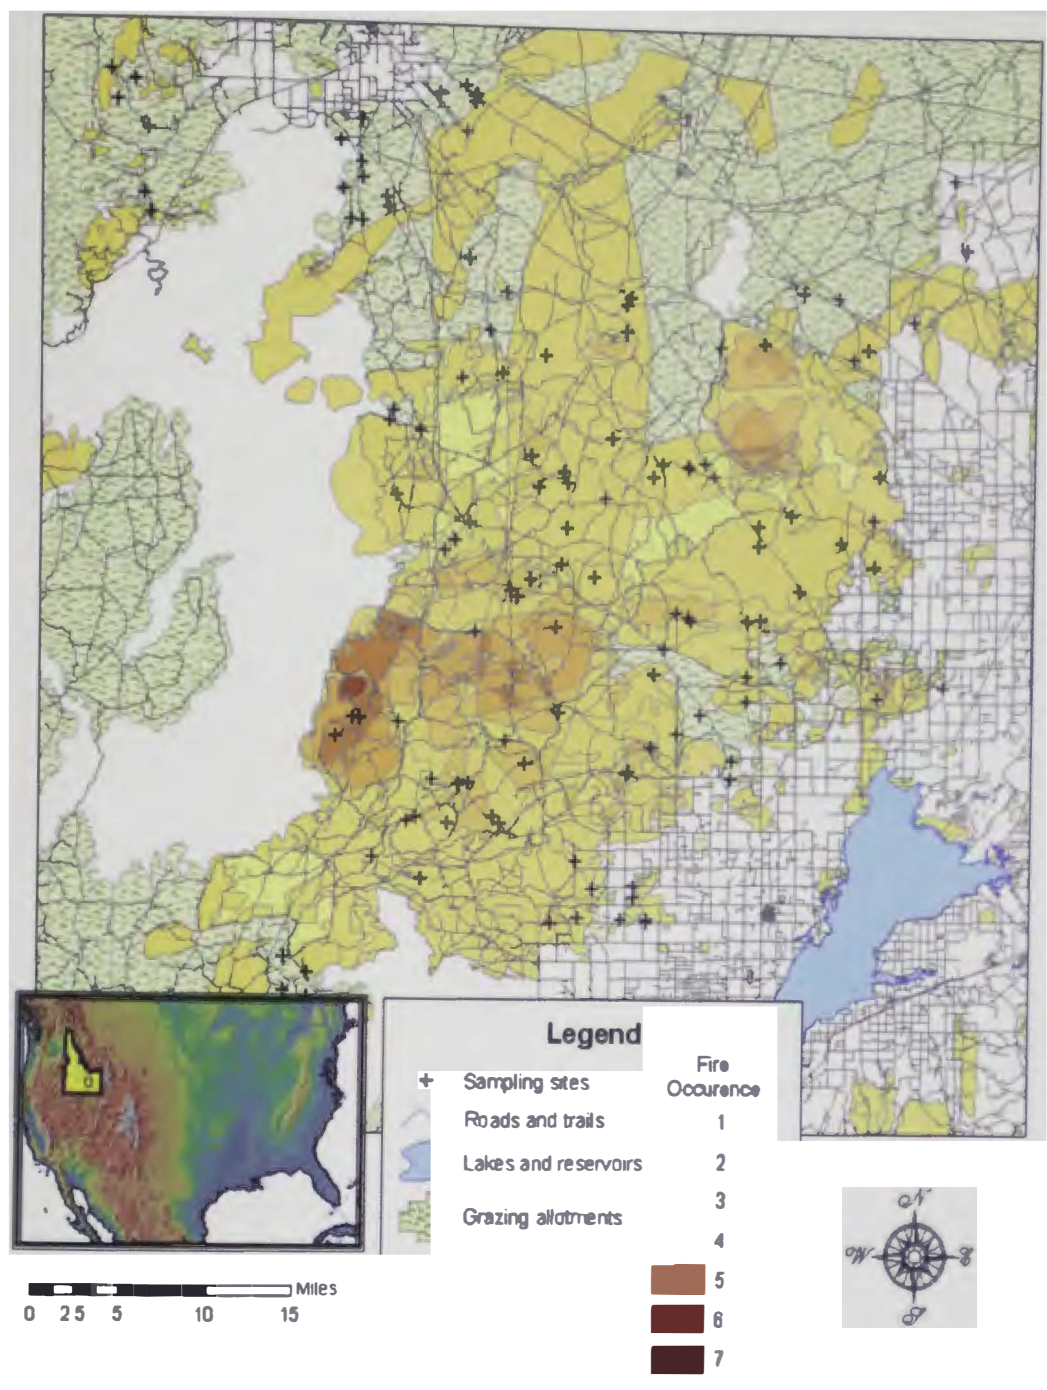 Legend
Sampling sites
Roads and trails
Lakes and reservoirs
Grazing allotments
Fire
Occurence
1
2
3
4
5
6
7
Miles
0 2 5 5 10 15
N
W
E
S